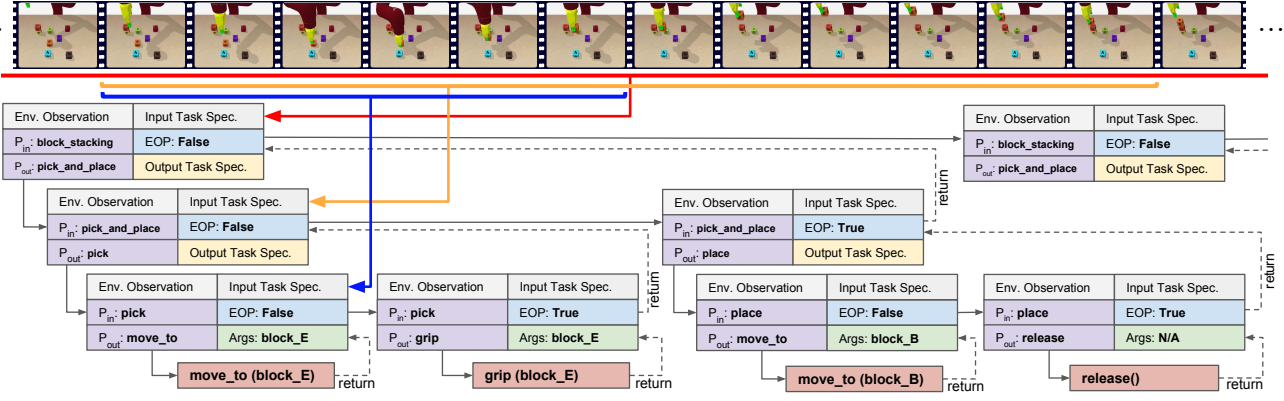 ...
Env. Observation Input Task Spec.
P_in: block_stacking EOP: False
P_out: pick_and_place Output Task Spec.
Env. Observation Input Task Spec.
P_in: block_stacking EOP: False
P_out: pick_and_place Output Task Spec.
return
Env. Observation Input Task Spec.
P_in: pick_and_place EOP: False
P_out: pick Output Task Spec.
return
Env. Observation Input Task Spec.
P_in: pick_and_place EOP: True
P_out: place Output Task Spec.
return
Env. Observation Input Task Spec.
P_in: pick EOP: False
P_out: move_to Args: block_E
move_to (block_E)
return
Env. Observation Input Task Spec.
P_in: pick EOP: True
P_out: grip Args: block_E
grip (block_E)
return
Env. Observation Input Task Spec.
P_in: place EOP: False
P_out: move_to Args: block_B
move_to (block_B)
return
Env. Observation Input Task Spec.
P_in: place EOP: True
P_out: release Args: N/A
release()
return